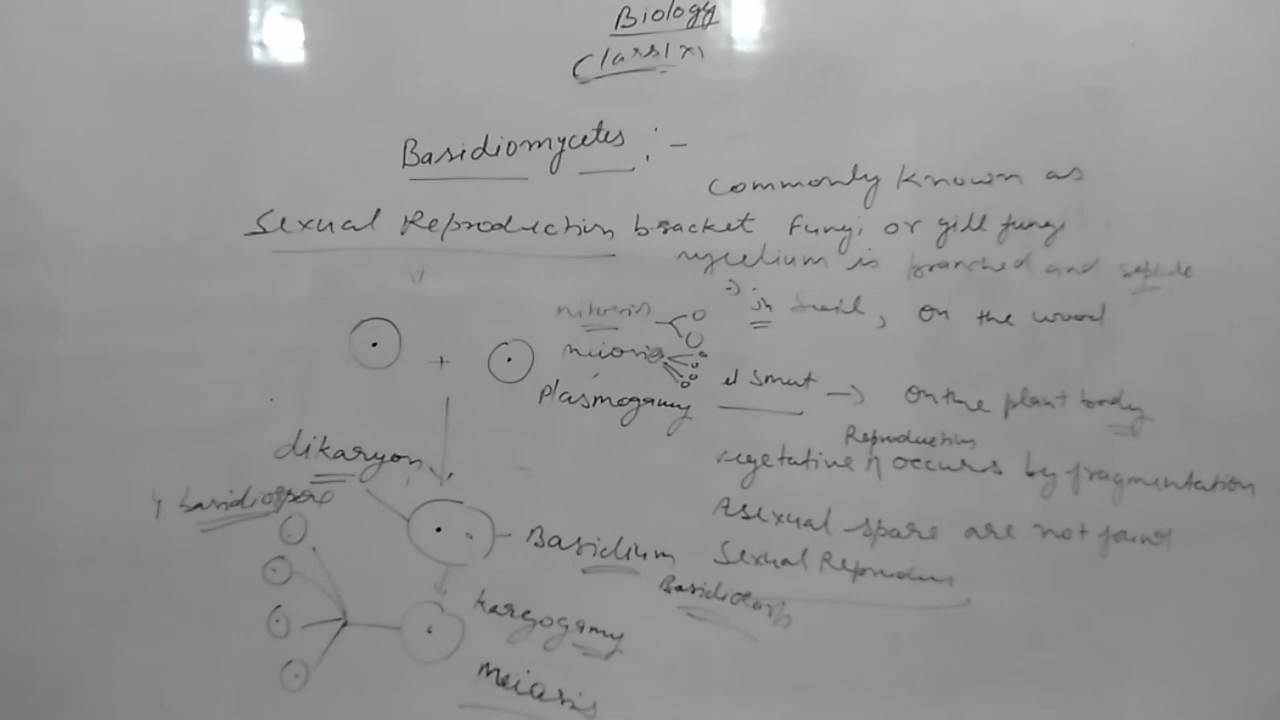 Biology
Class XI
Basidiomycetes :-
Commonly known as
Sexual Reproduction bracket fungi or gill fungi
mycelium is branched and septate
=) in soil, on the wood
mitosis
meiosis
+
Plasmogamy
Smut -> on the plant body
Reproduction
vegetative occurs by fragmentation
dikaryon
4 basidiospore
Asexual spare are not found
Basidium
Sexual Reproduction
Karyogamy
Meiosis